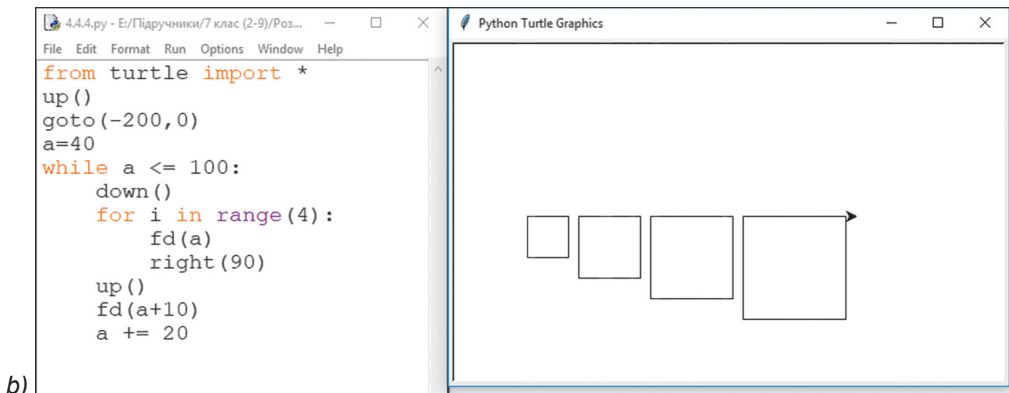 4.4.4.py - E:/Підручники/7 клас (2-9)/Роз...
File Edit Format Run Options Window Help
from turtle import *
up()
goto(-200,0)
a=40
while a <= 100:
down()
for i in range(4):
fd(a)
right(90)
up()
fd(a+10)
a += 20
Python Turtle Graphics
b)